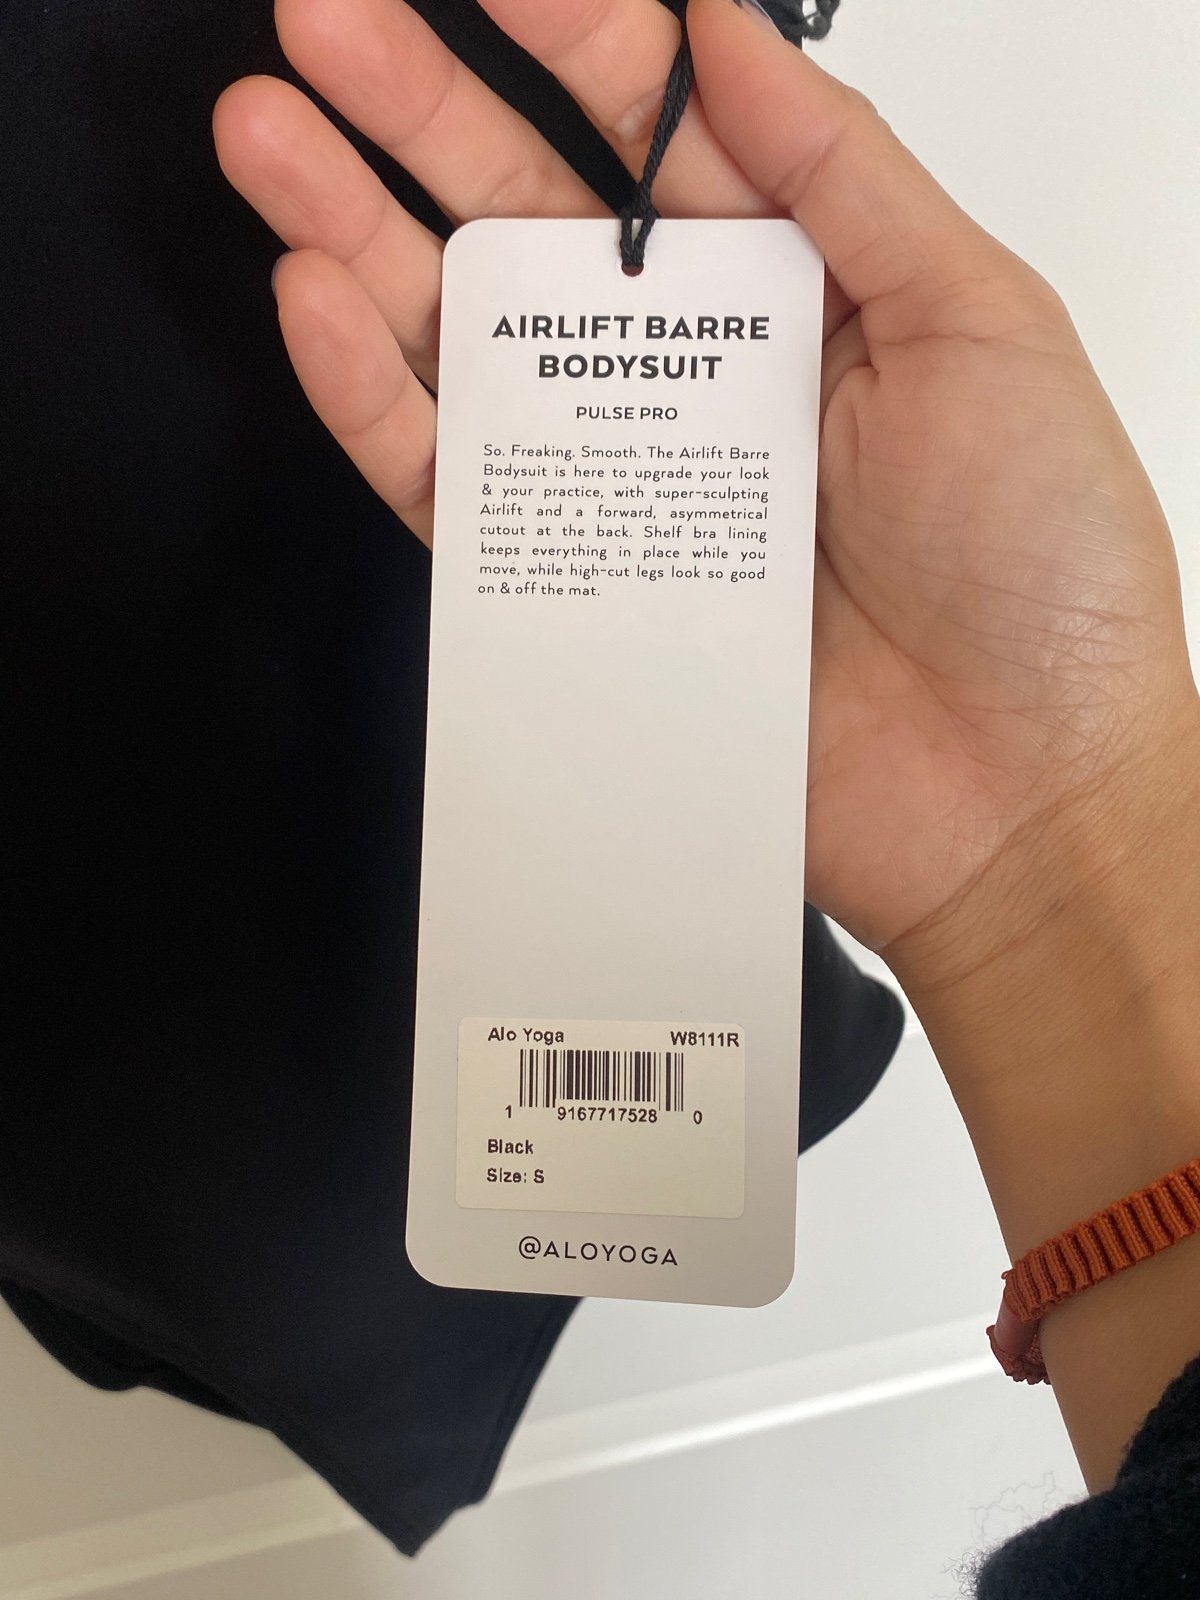 AIRLIFT BARRE
BODYSUIT
PULSE PRO
So. Freaking. Smooth. The Airlift Barre
Bodysuit is here to upgrade your look
& your practice, with super-sculpting
Airlift and a forward, asymmetrical
cutout at the back. Shelf bra lining
keeps everything in place while you
move, while high-cut legs look so good
on & off the mat.
Alo Yoga W8111R
1 9167717528 0
Black
Size: S
@ALOYOGA